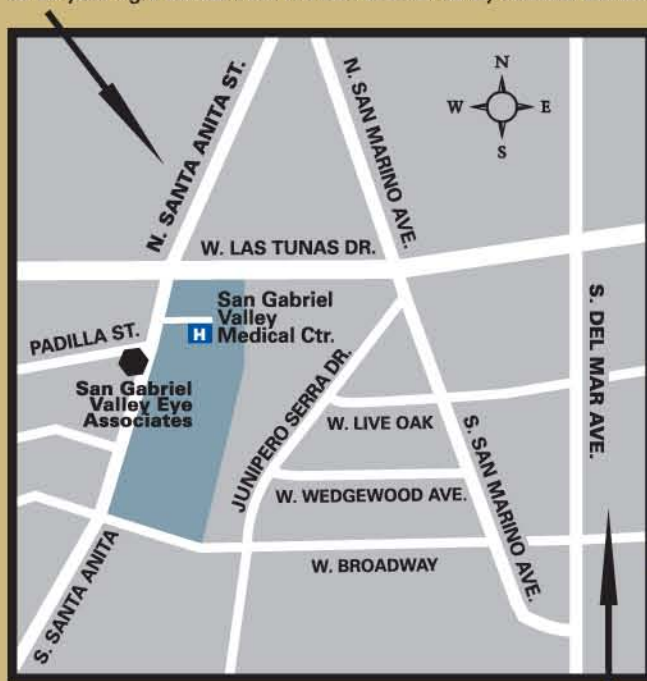 N
W
E
S
N. SANTA ANITA ST.
N. SAN MARINO AVE.
W. LAS TUNAS DR.
San Gabriel
Valley
H
Medical Ctr.
PADILLA ST.
San Gabriel
Valley Eye
Associates
JUNIPERO SERRA DR.
S. DEL MAR AVE.
W. LIVE OAK
S. SAN MARINO AVE.
W. WEDGEWOOD AVE.
W. BROADWAY
S. SANTA ANITA